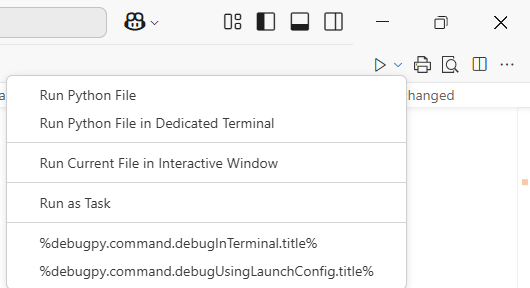 hanged
Run Python File
Run Python File in Dedicated Terminal
Run Current File in Interactive Window
Run as Task
%debugpy.command.debugInTerminal.title%
%debugpy.command.debugUsingLaunchConfig.title%